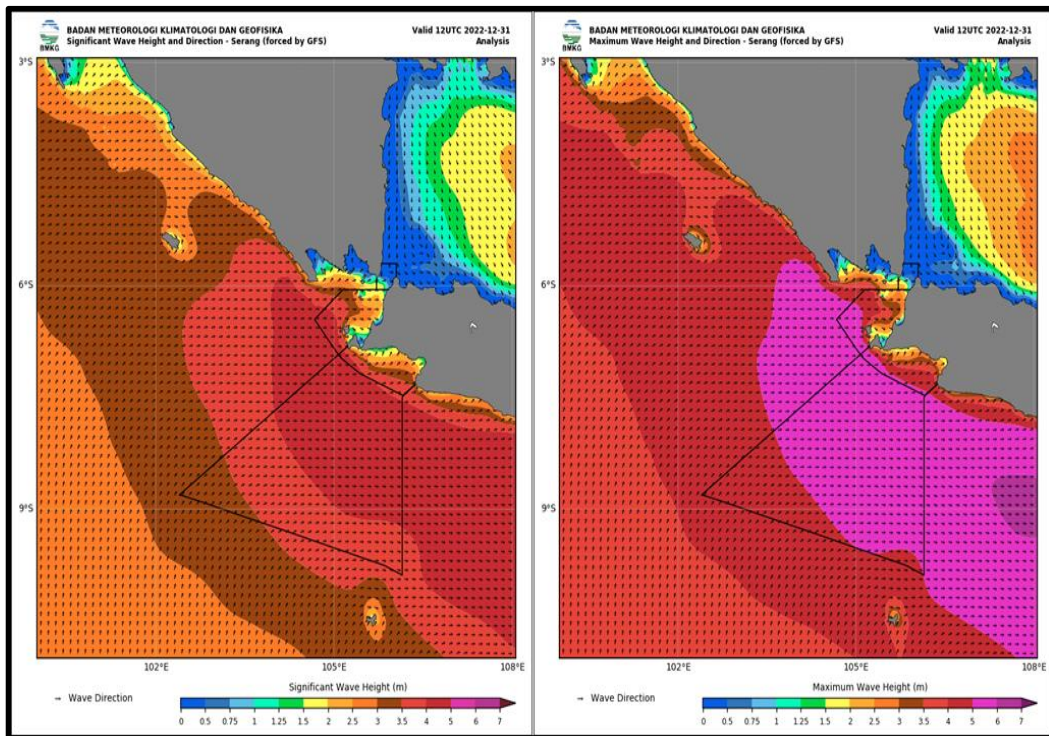 BADAN METEOROLOGI KLIMATOLOGI DAN GEOFISIKA
Significant Wave Height and Direction - Serang (forced by GFS)
Valid 12UTC 2022-12-31
Analysis
BMKG
3°S
6°S
9°S
102°E
105°E
108°E
Wave Direction
Significant Wave Height (m)
0 0.5 0.75 1 1.25 1.5 2 2.5 3 3.5 4 5 6 7
BADAN METEOROLOGI KLIMATOLOGI DAN GEOFISIKA
Maximum Wave Height and Direction - Serang (forced by GFS)
Valid 12UTC 2022-12-31
Analysis
BMKG
3°S
6°S
9°S
102°E
105°E
108°E
Wave Direction
Maximum Wave Height (m)
0 0.5 0.75 1 1.25 1.5 2 2.5 3 3.5 4 5 6 7